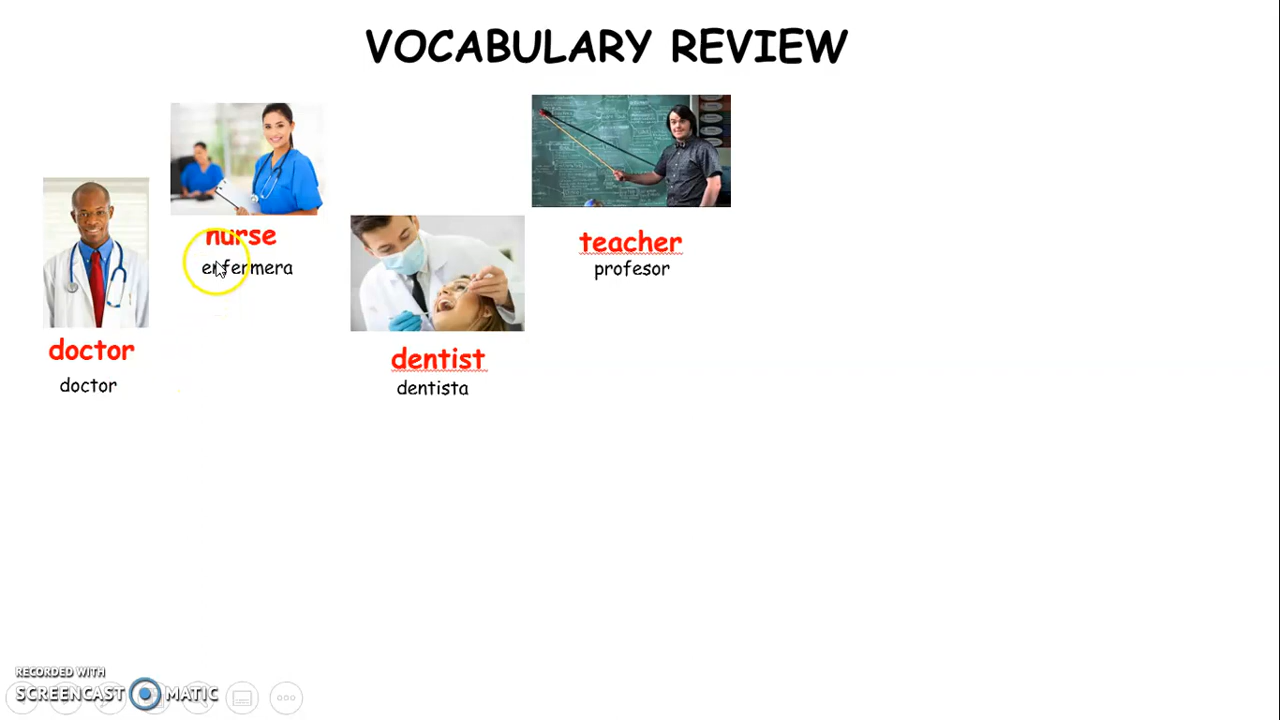 VOCABULARY REVIEW
nurse
enfermera
teacher
profesor
doctor
doctor
dentist
dentista
RECORDED WITH
SCREENCAST MATIC